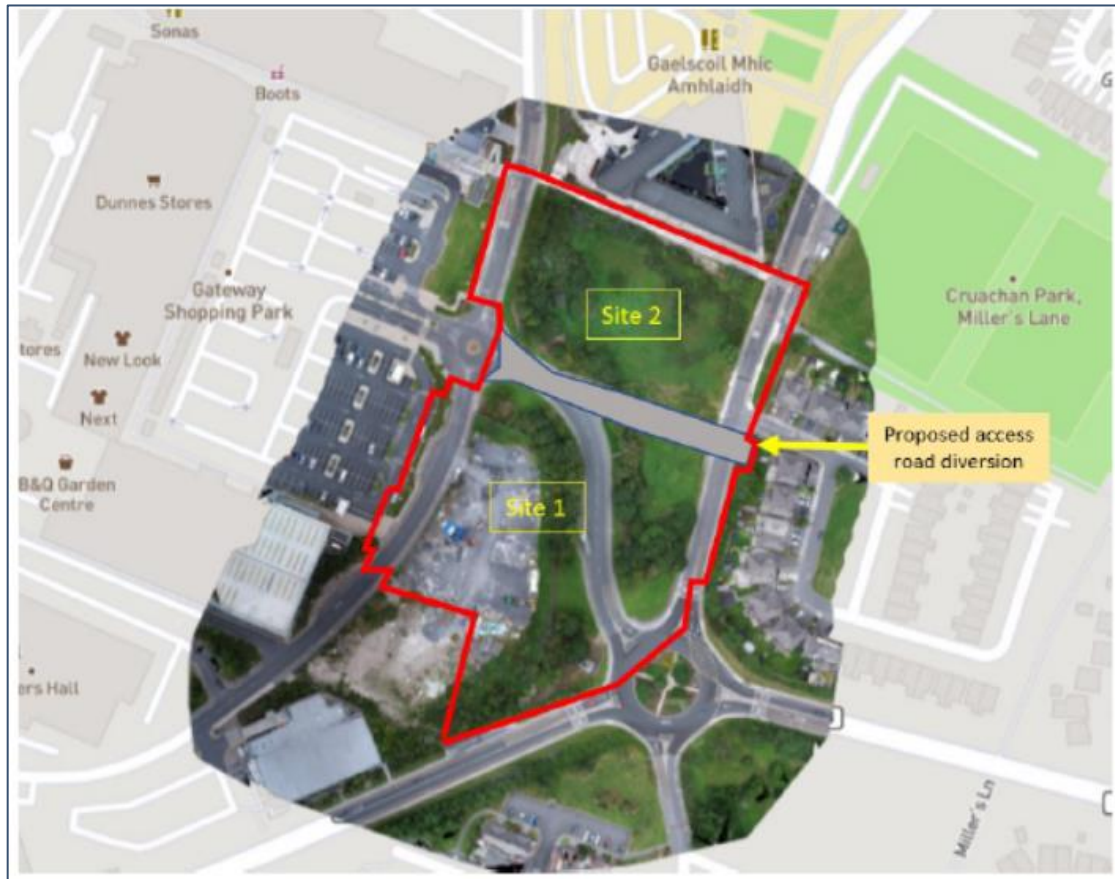 Sonas
Boots
Gaelscoil Mhic
Amhlaidh
Dunnes Stores
Gateway
Shopping Park
Site 2
Cruachan Park,
Miller's Lane
tores
New Look
Next
Proposed access
road diversion
B&Q Garden
Centre
Site 1
ers Hall
Miller's Ln
G